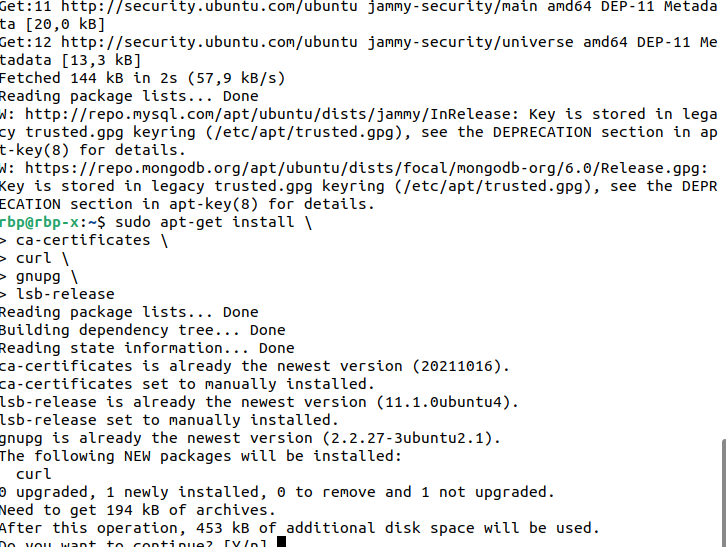 Get:11 http://security.ubuntu.com/ubuntu jammy-security/main amd64 DEP-11 Metada
ta [20,0 kB]
Get:12 http://security.ubuntu.com/ubuntu jammy-security/universe amd64 DEP-11 Me
tadata [13,3 kB]
Fetched 144 kB in 2s (57,9 kB/s)
Reading package lists... Done
W: http://repo.mysql.com/apt/ubuntu/dists/jammy/InRelease: Key is stored in lega
cy trusted.gpg keyring (/etc/apt/trusted.gpg), see the DEPRECATION section in ap
t-key(8) for details.
W: https://repo.mongodb.org/apt/ubuntu/dists/focal/mongodb-org/6.0/Release.gpg:
Key is stored in legacy trusted.gpg keyring (/etc/apt/trusted.gpg), see the DEPR
ECATION section in apt-key(8) for details.
rbp@rbp-x:~$ sudo apt-get install \
> ca-certificates \
> curl \
> gnupg \
> lsb-release
Reading package lists... Done
Building dependency tree... Done
Reading state information... Done
ca-certificates is already the newest version (20211016).
ca-certificates set to manually installed.
lsb-release is already the newest version (11.1.0ubuntu4).
lsb-release set to manually installed.
gnupg is already the newest version (2.2.27-3ubuntu2.1).
The following NEW packages will be installed:
  curl
0 upgraded, 1 newly installed, 0 to remove and 1 not upgraded.
Need to get 194 kB of archives.
After this operation, 453 kB of additional disk space will be used.
Do you want to continue? [Y/n]